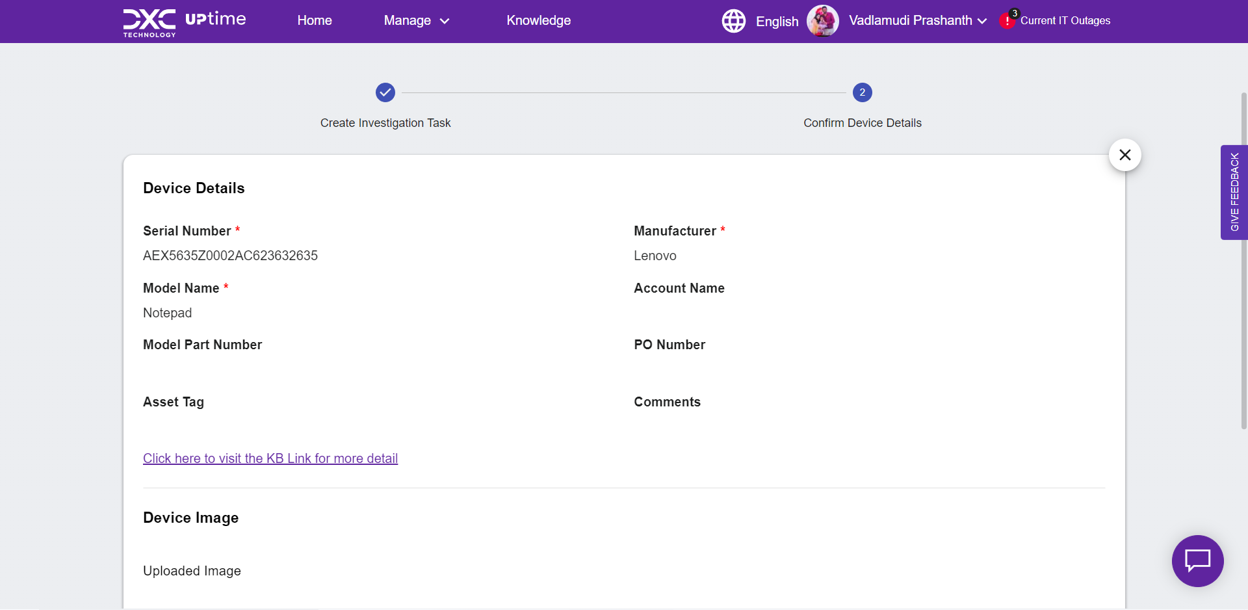 DXC TECHNOLOGY UPtime Home Manage Knowledge English Vadlamudi Prashanth ! 3 Current IT Outages
2
Create Investigation Task Confirm Device Details
GIVE FEEDBACK
Device Details
Serial Number * Manufacturer *
AEX5635Z0002AC623632635 Lenovo
Model Name * Account Name
Notepad
Model Part Number PO Number
Asset Tag Comments
Click here to visit the KB Link for more detail
Device Image
Uploaded Image